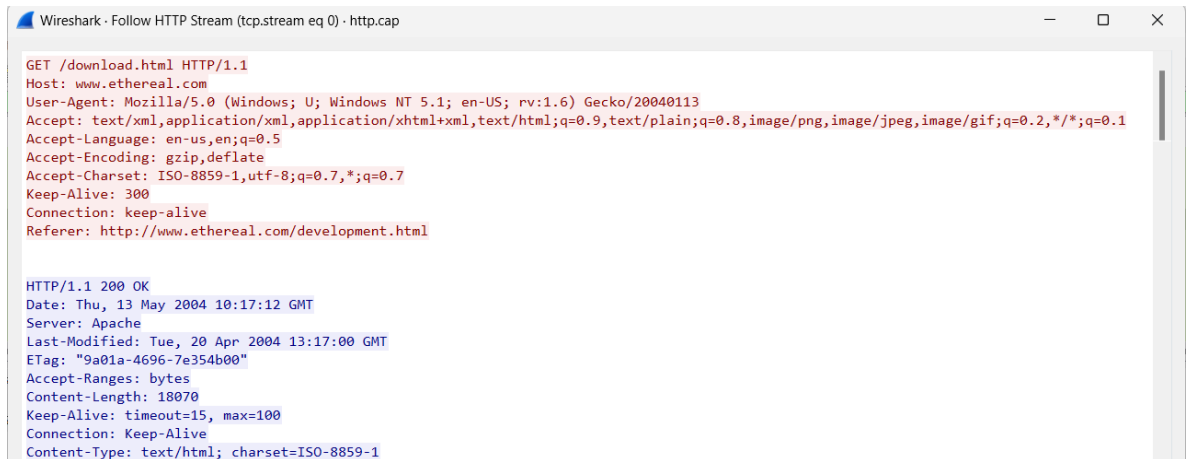 Wireshark · Follow HTTP Stream (tcp.stream eq 0) · http.cap
GET /download.html HTTP/1.1
Host: www.ethereal.com
User-Agent: Mozilla/5.0 (Windows; U; Windows NT 5.1; en-US; rv:1.6) Gecko/20040113
Accept: text/xml,application/xml,application/xhtml+xml,text/html;q=0.9,text/plain;q=0.8,image/png,image/jpeg,image/gif;q=0.2,*/*;q=0.1
Accept-Language: en-us,en;q=0.5
Accept-Encoding: gzip,deflate
Accept-Charset: ISO-8859-1,utf-8;q=0.7,*;q=0.7
Keep-Alive: 300
Connection: keep-alive
Referer: http://www.ethereal.com/development.html
HTTP/1.1 200 OK
Date: Thu, 13 May 2004 10:17:12 GMT
Server: Apache
Last-Modified: Tue, 20 Apr 2004 13:17:00 GMT
ETag: "9a01a-4696-7e354b00"
Accept-Ranges: bytes
Content-Length: 18070
Keep-Alive: timeout=15, max=100
Connection: Keep-Alive
Content-Type: text/html; charset=ISO-8859-1